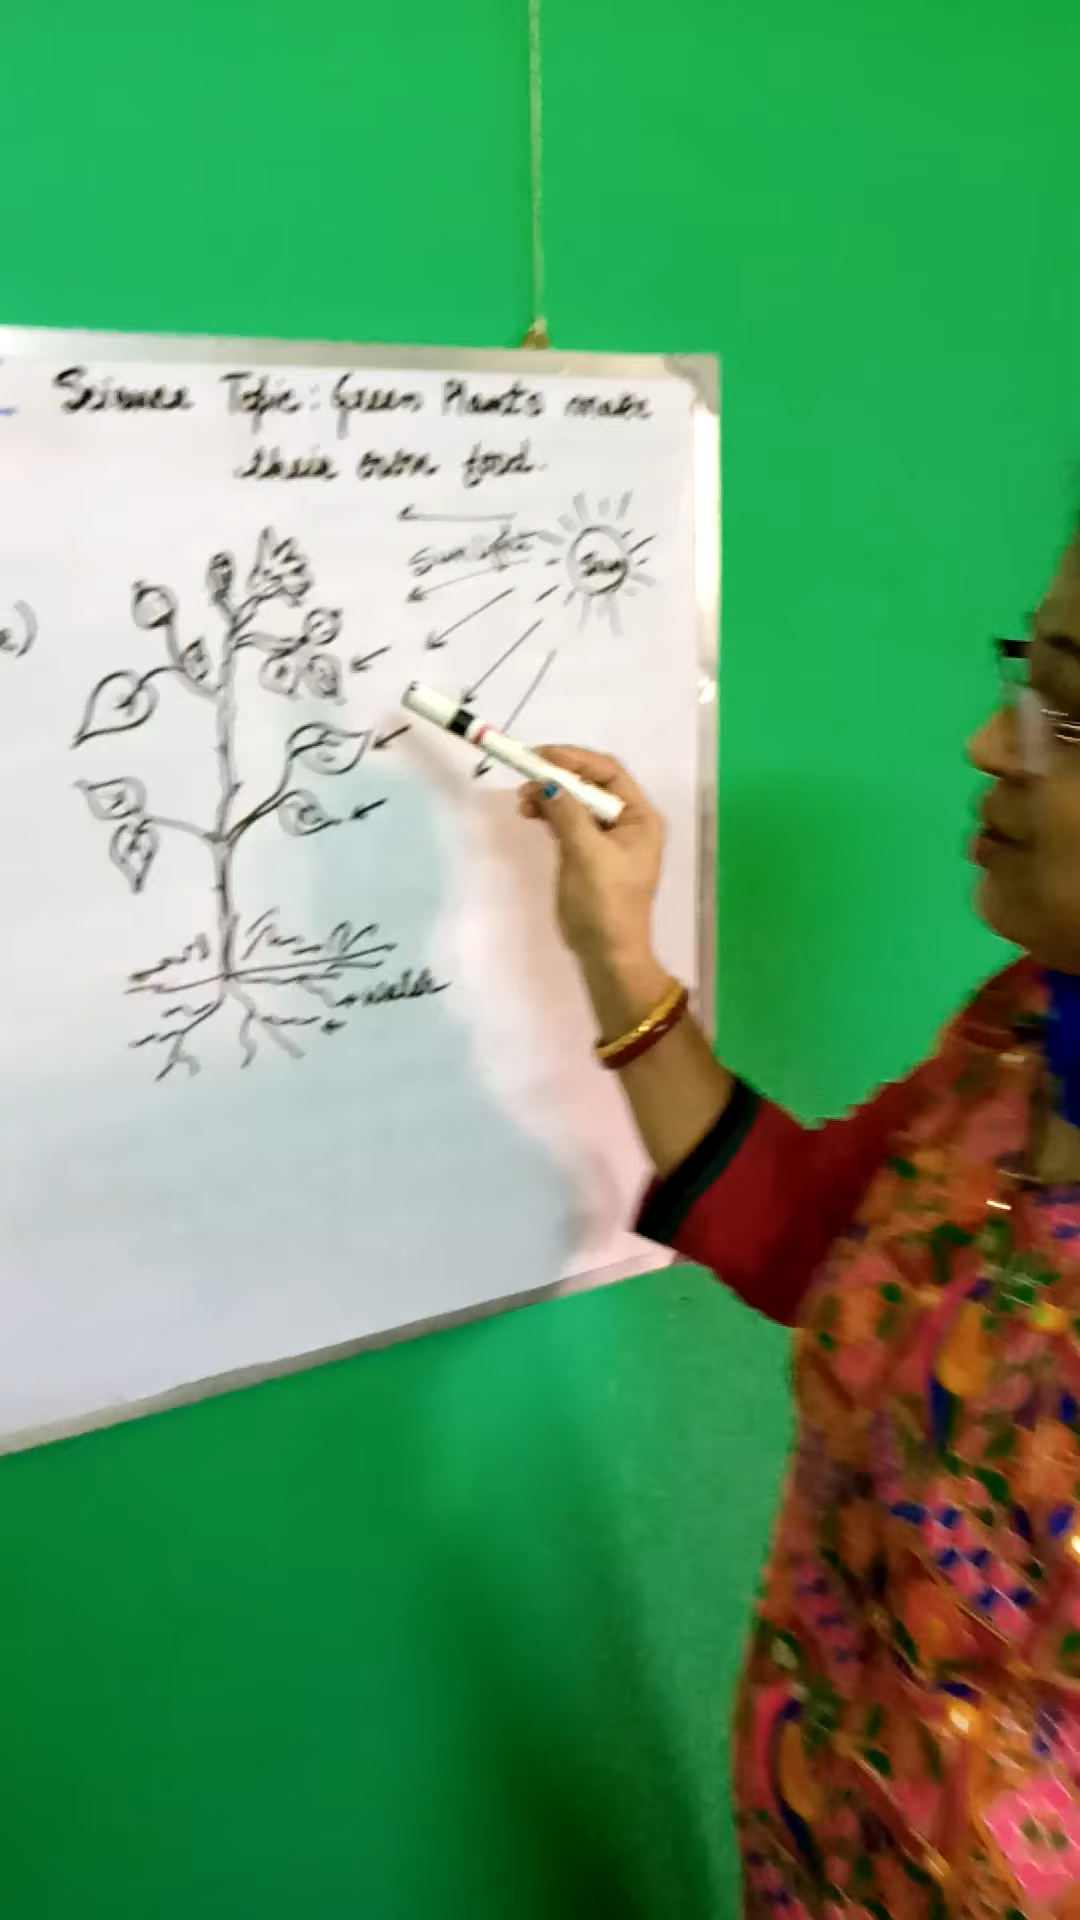 Science Topic: Green Plants make
their own food.
Sunlight
Sun
e)
water